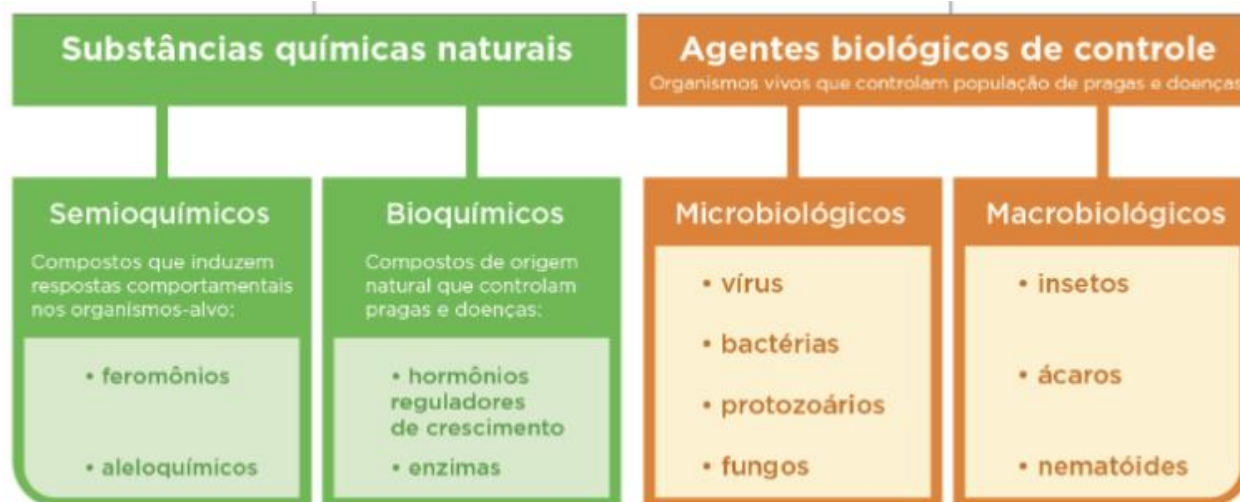 Substâncias químicas naturais
Agentes biológicos de controle
Organismos vivos que controlam população de pragas e doenças
Semioquímicos
Compostos que induzem
respostas comportamentais
nos organismos-alvo:
• feromônios
• aleloquímicos
Bioquímicos
Compostos de origem
natural que controlam
pragas e doenças:
• hormônios
reguladores
de crescimento
• enzimas
Microbiológicos
• vírus
• bactérias
• protozoários
• fungos
Macrobiológicos
• insetos
• ácaros
• nematóides